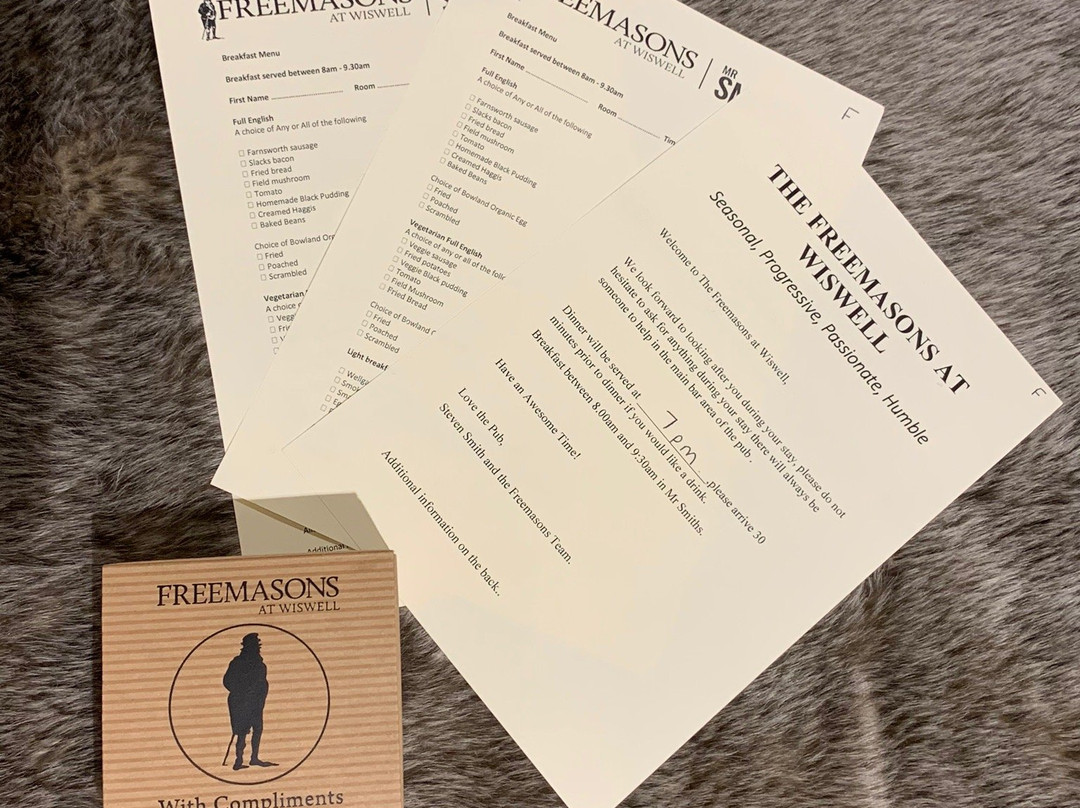 FREEMASONS
AT WISWELL
Breakfast Menu
Breakfast served between 8am - 9.30am
First Name Room
Full English
A choice of Any or All of the following
Farnsworth sausage
Slacks bacon
Fried bread
Field mushroom
Tomato
Homemade Black Pudding
Creamed Haggis
Baked Beans
Choice of Bowland
Fried
Poached
Scrambled
Vegetarian
A choice
FREEMASONS
AT WISWELL
MR
Breakfast Menu
Breakfast served between 8am - 9.30am
First Name Room
Full English
A choice of Any or All of the following
Farnsworth sausage
Slacks bacon
Fried bread
Field mushroom
Tomato
Homemade Black Pudding
Creamed Haggis
Baked Beans
Choice of Bowland Organic Egg
Fried
Poached
Scrambled
Vegetarian Full English
A choice of any or all of the
Veggie sausage
Fried potatoes
Veggie Black pudding
Tomato
Field Mushroom
Fried Bread
Choice of Bowland
Fried
Poached
Scrambled
Light
F
F
THE FREEMASONS AT
WISWELL
Seasonal, Progressive, Passionate, Humble
Welcome to The Freemasons at Wiswell,
We look forward to looking after you during your stay, please do not
hesitate to ask for anything during your stay there will always be
someone to help in the main bar area of the pub .
Dinner will be served at 7pm ,please arrive 30
minutes prior to dinner if you would like a drink
Breakfast between 8.00am and 9:30am in Mr Smiths.
Have an Awesome Time!
Love the Pub,
Steven Smith and the Freemasons Team.
Additional information on the back..
Additional
FREEMASONS
AT WISWELL
With Compliments